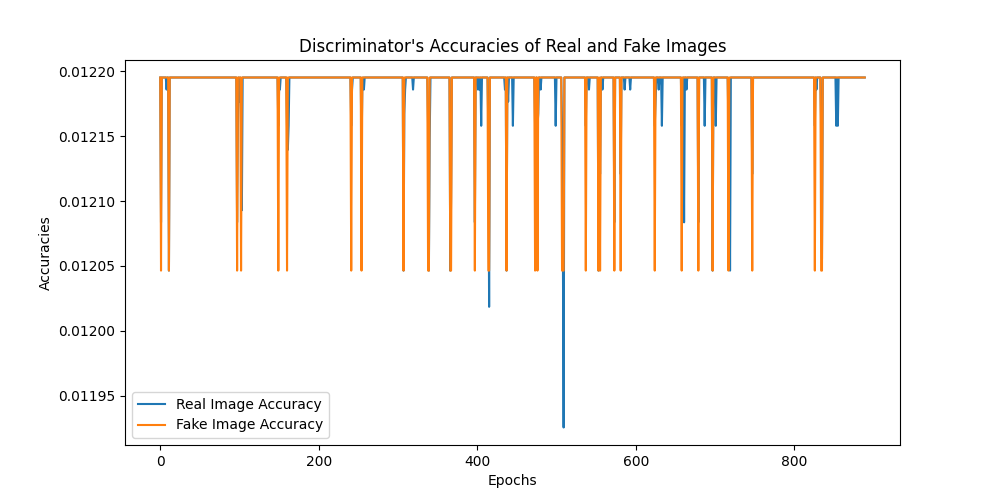 Discriminator's Accuracies of Real and Fake Images
0.01220
0.01215
0.01210
0.01205
0.01200
0.01195
Accuracies
Real Image Accuracy
Fake Image Accuracy
0 200 400 600 800
Epochs